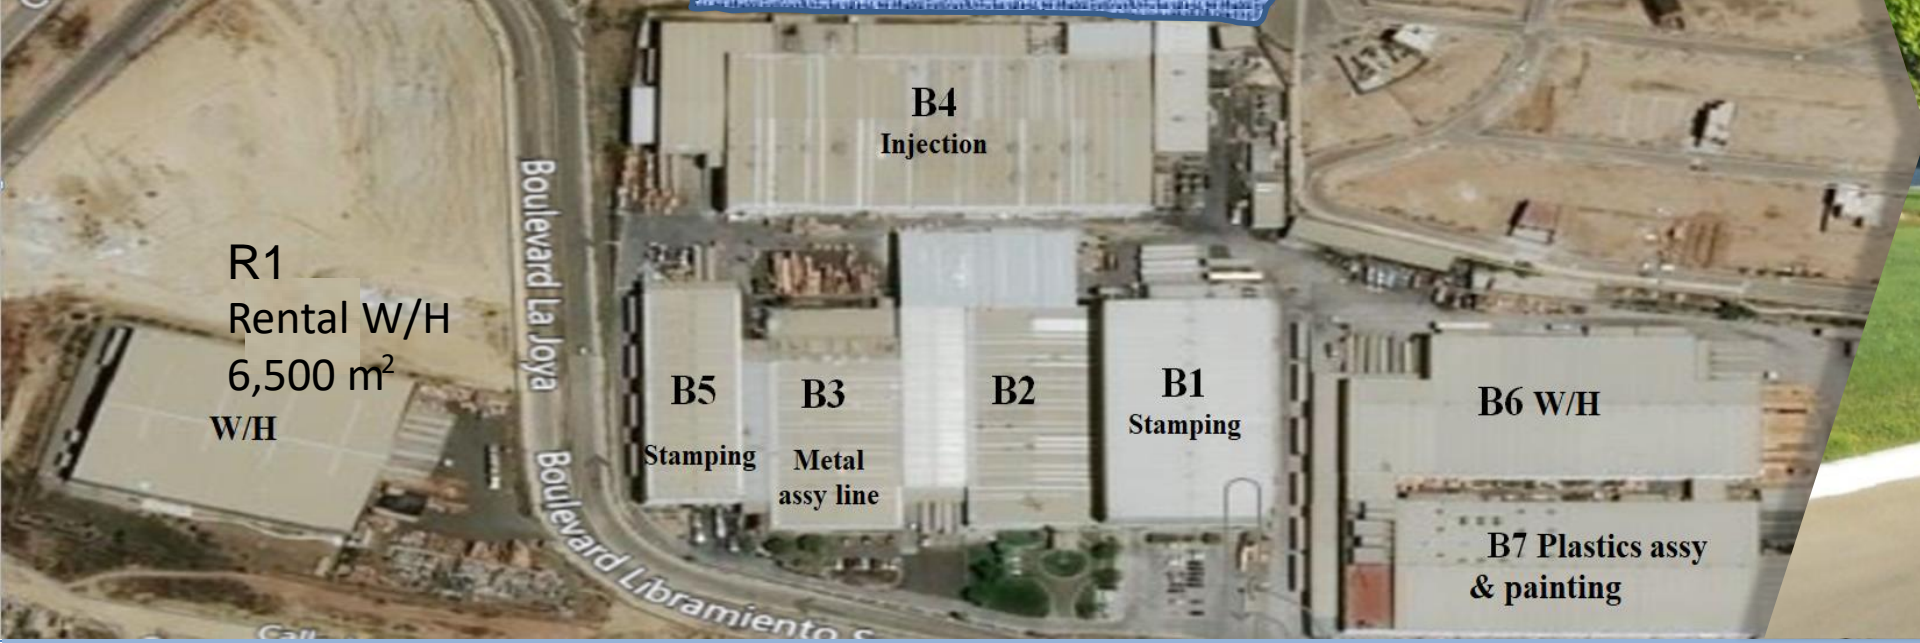 B4
Injection
Boulevard La Joya
R1
Rental W/H
6,500 m²
W/H
B5
Stamping
B3
Metal
assy line
B2
B1
Stamping
B6 W/H
B7 Plastics assy
& painting
Boulevard Libramiento S